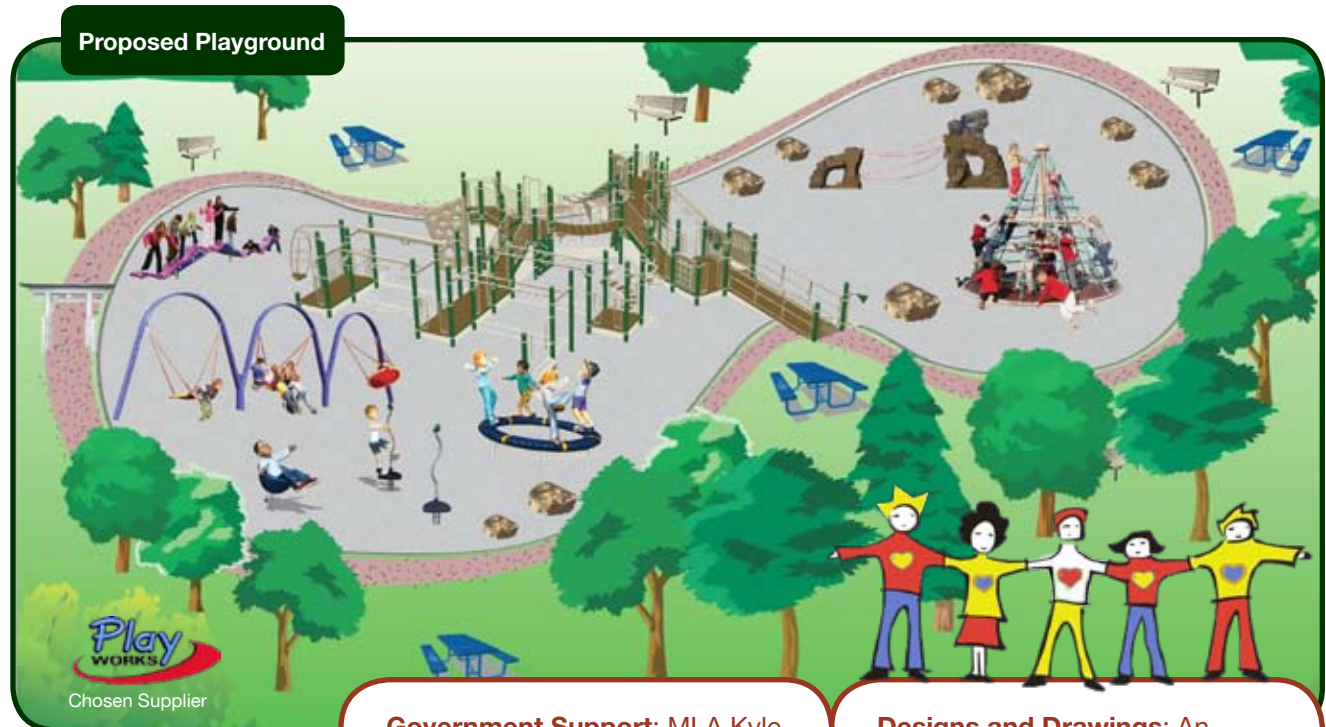 Proposed Playground
Play
WORKS
Chosen Supplier
Government Support: MLA Kyle
Designs and Drawings: An